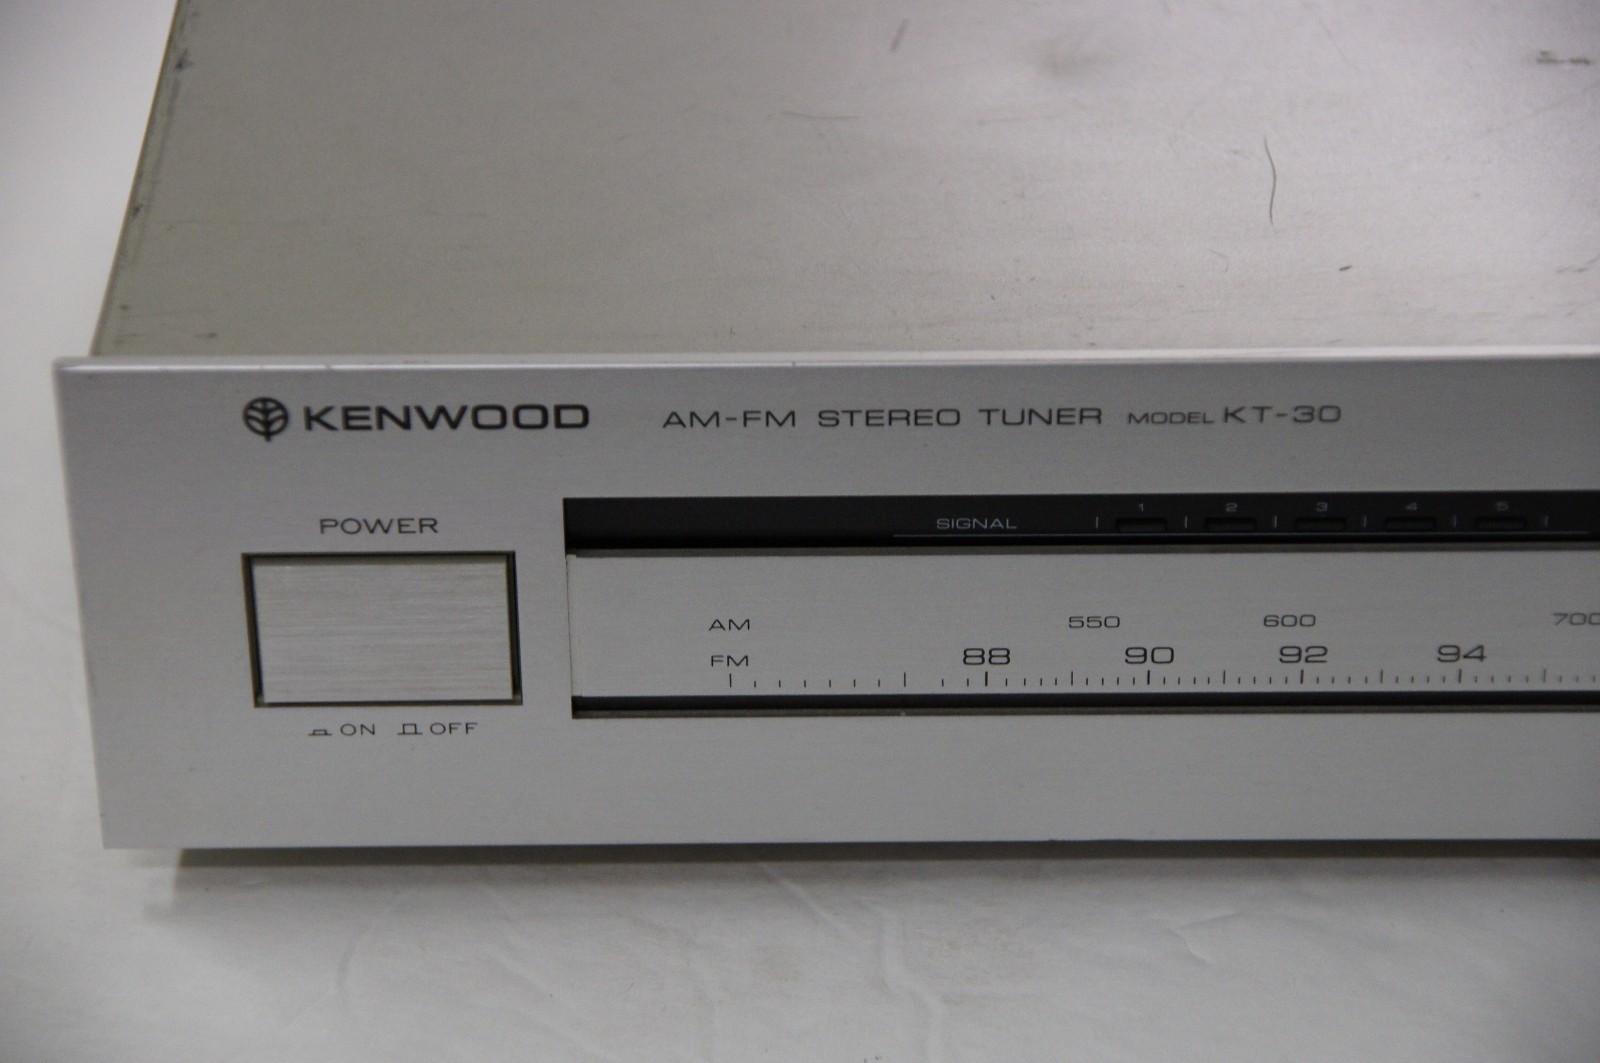 KENWOOD AM-FM STEREO TUNER MODEL KT-30
POWER
ON OFF
SIGNAL 1 2 3 4 5
AM 550 600 700
FM 88 90 92 94